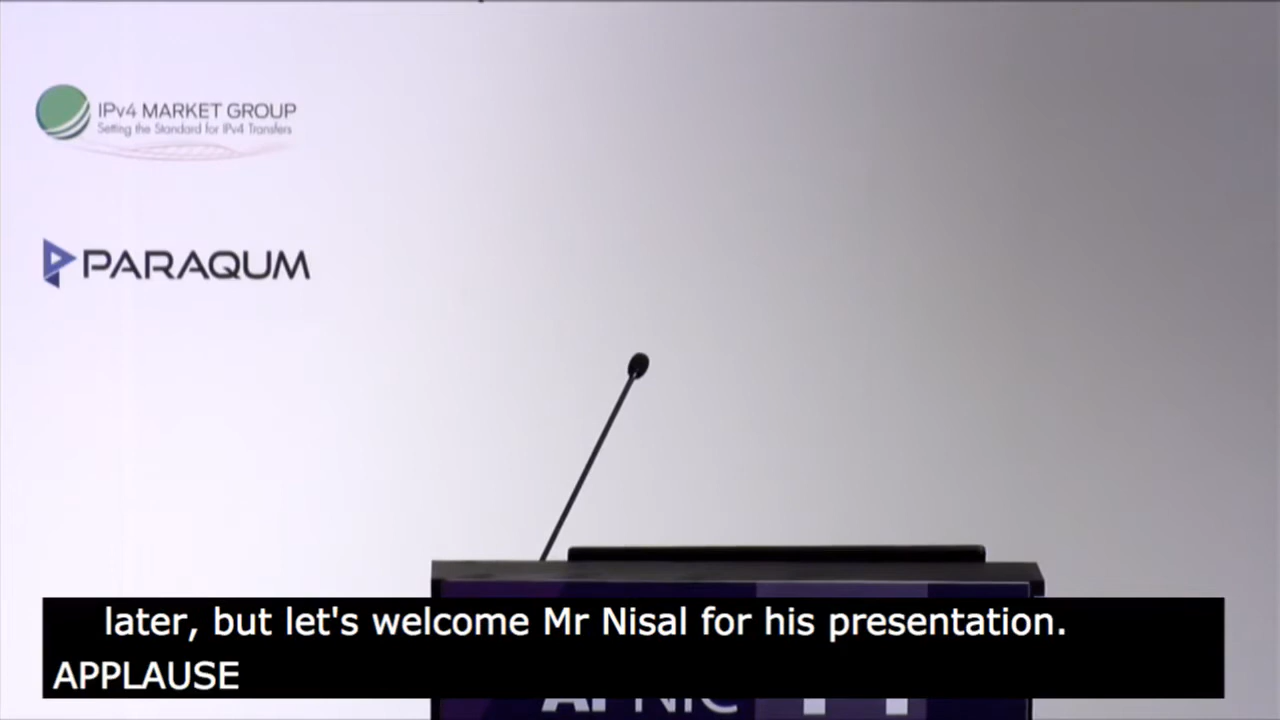 IPv4 MARKET GROUP
Setting the Standard for IPv4 Transfers
PARAQUM
later, but let's welcome Mr Nisal for his presentation.
APPLAUSE
APNIC